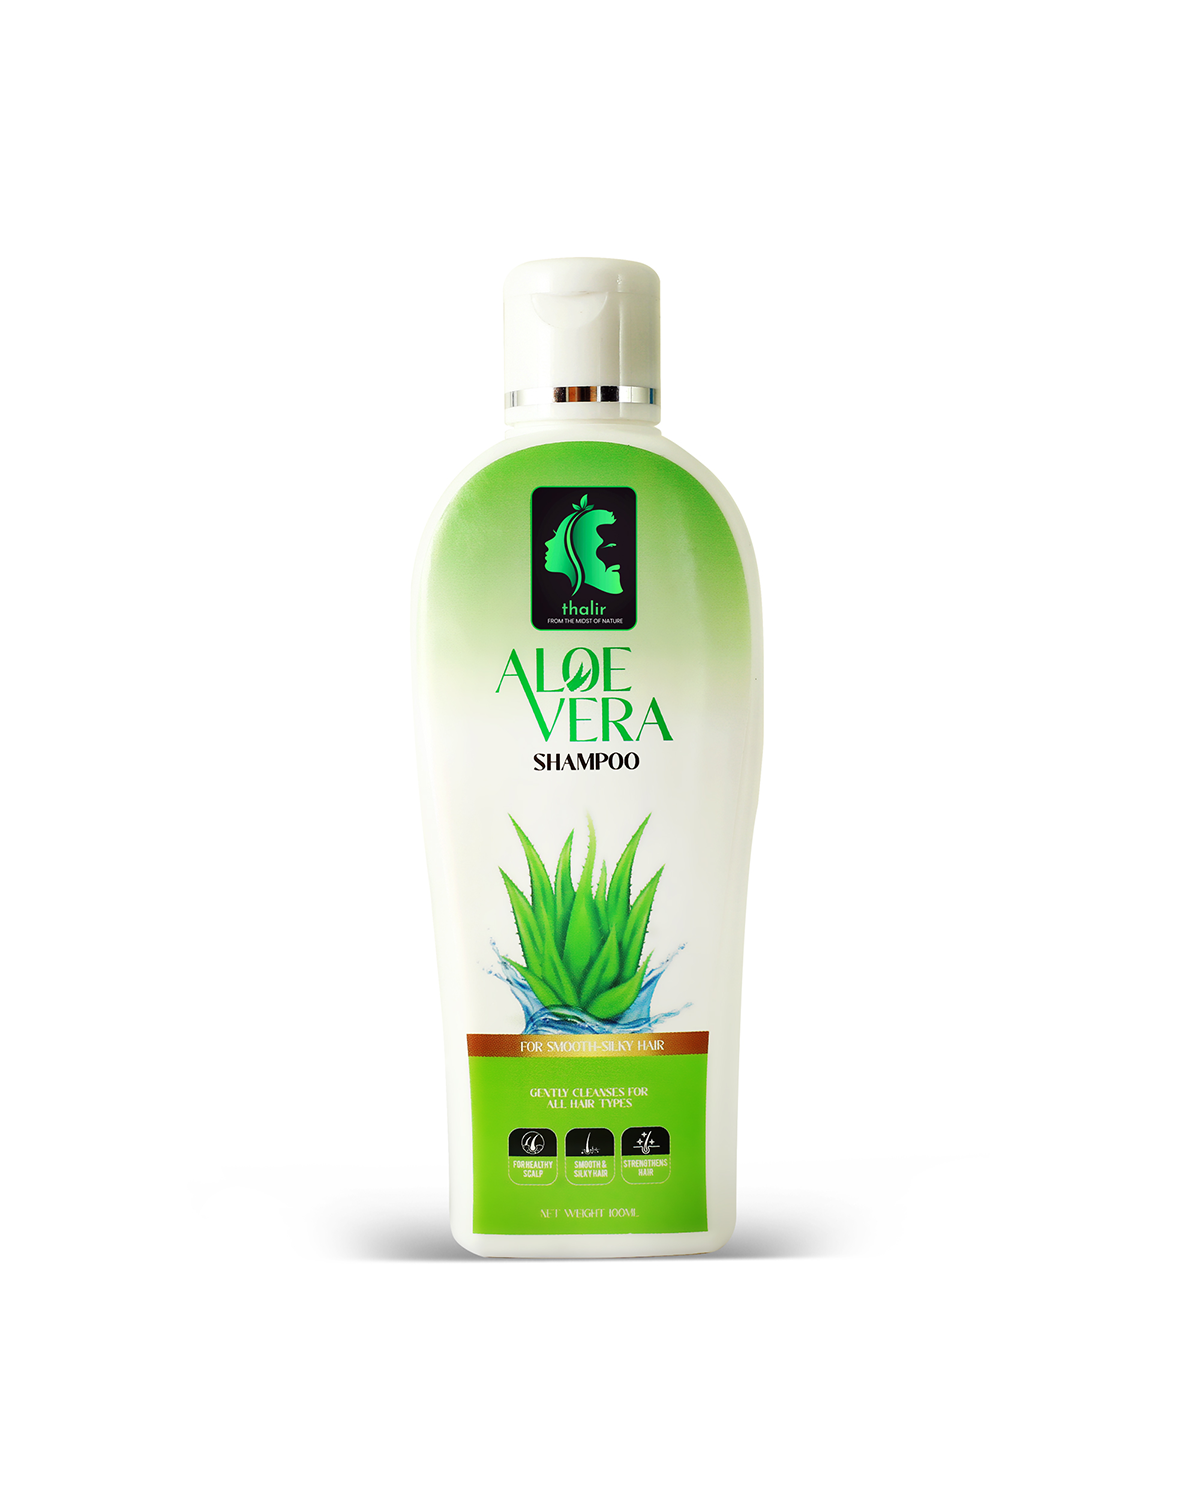 thalir
FROM THE MIDST OF NATURE
ALOE
VERA
SHAMPOO
FOR SMOOTH-SILKY HAIR
GENTLY CLEANSES FOR
ALL HAIR TYPES
FOR HEALTHY
SCALP
SMOOTH &
SILKY HAIR
STRENGTHENS
HAIR
NET WEIGHT 100ML